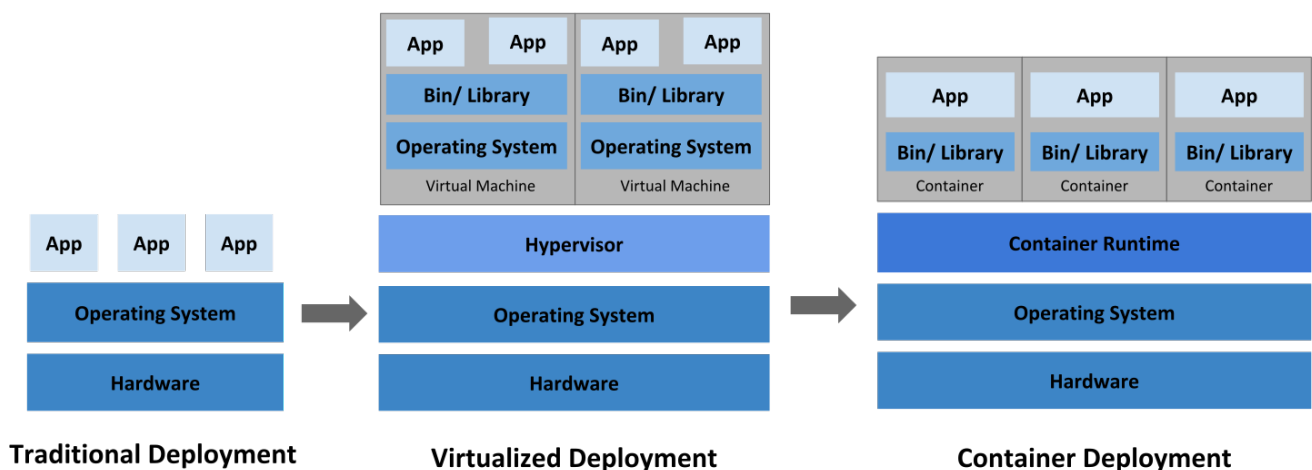 App
App
App
Operating System
Hardware
Traditional Deployment
App
App
Bin/ Library
Operating System
Virtual Machine
App
App
Bin/ Library
Operating System
Virtual Machine
Hypervisor
Operating System
Hardware
Virtualized Deployment
App
Bin/ Library
Container
App
Bin/ Library
Container
App
Bin/ Library
Container
Container Runtime
Operating System
Hardware
Container Deployment